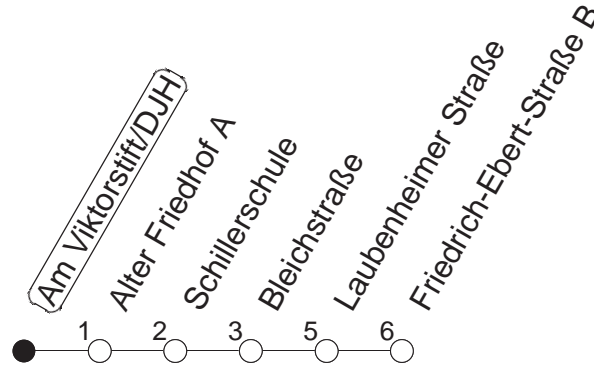 Am Viktorstift/DJH
Alter Friedhof A
Schillerschule
Bleichstraße
Laubenheimer Straße
Friedrich-Ebert-Straße B
1
2
3
5
6